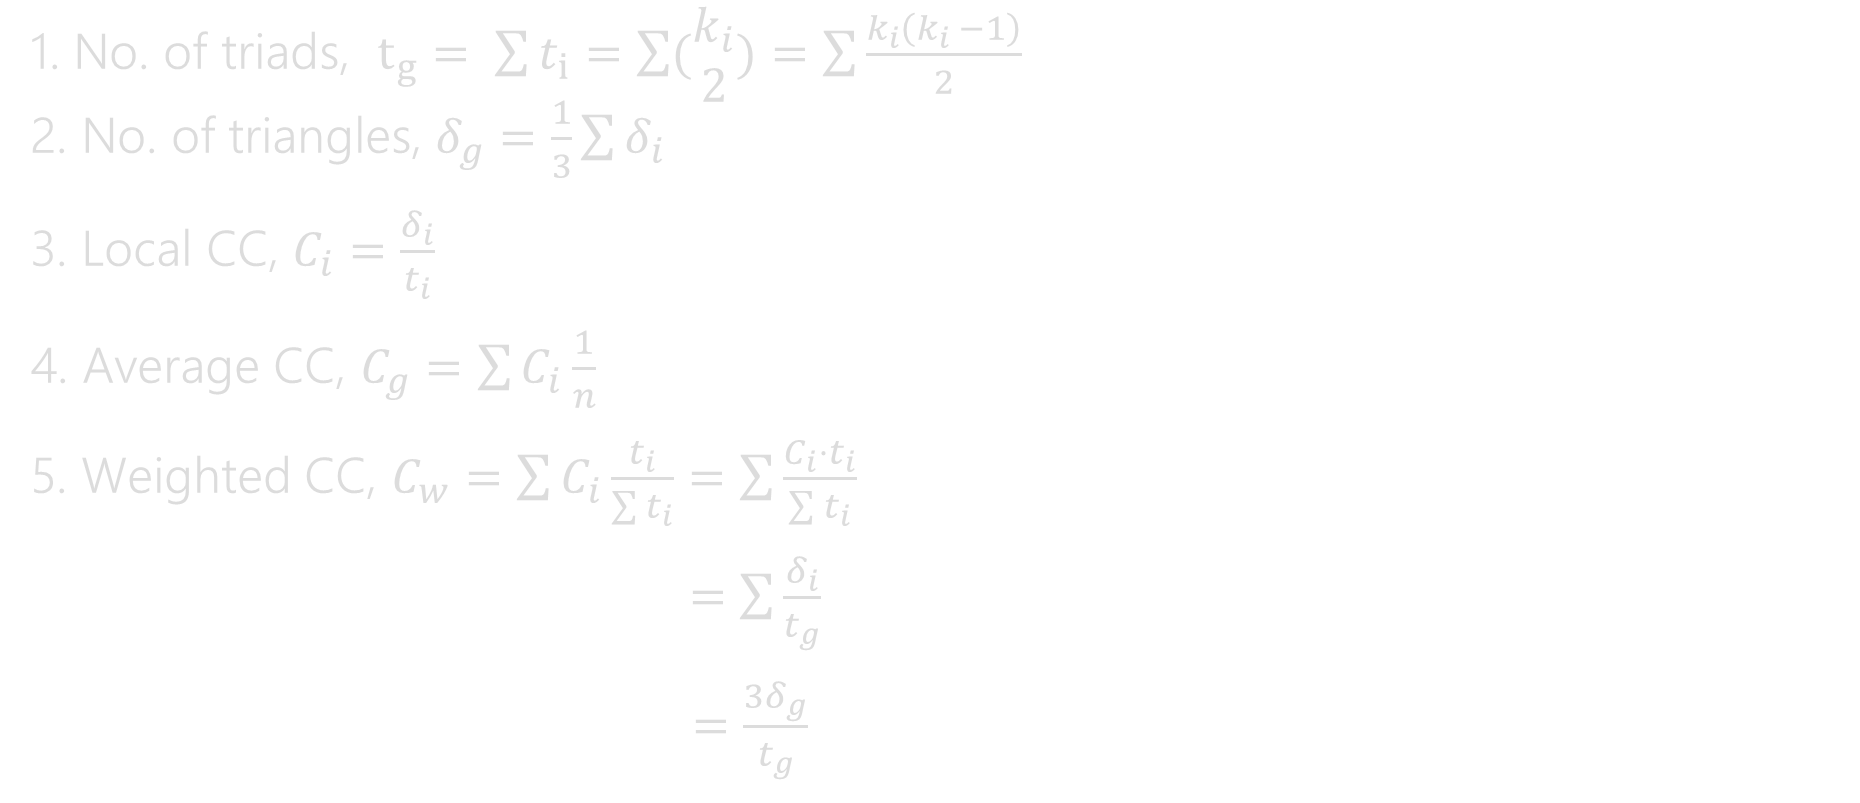 1. No. of triads, t_g = ∑ t_i = ∑(k_i 2) = ∑ k_i(k_i −1)/2
2. No. of triangles, δ_g = 1/3 ∑ δ_i
3. Local CC, C_i = δ_i/t_i
4. Average CC, C_g = ∑ C_i 1/n
5. Weighted CC, C_w = ∑ C_i t_i/∑ t_i = ∑ C_i·t_i/∑ t_i
= ∑ δ_i/t_g
= 3δ_g/t_g